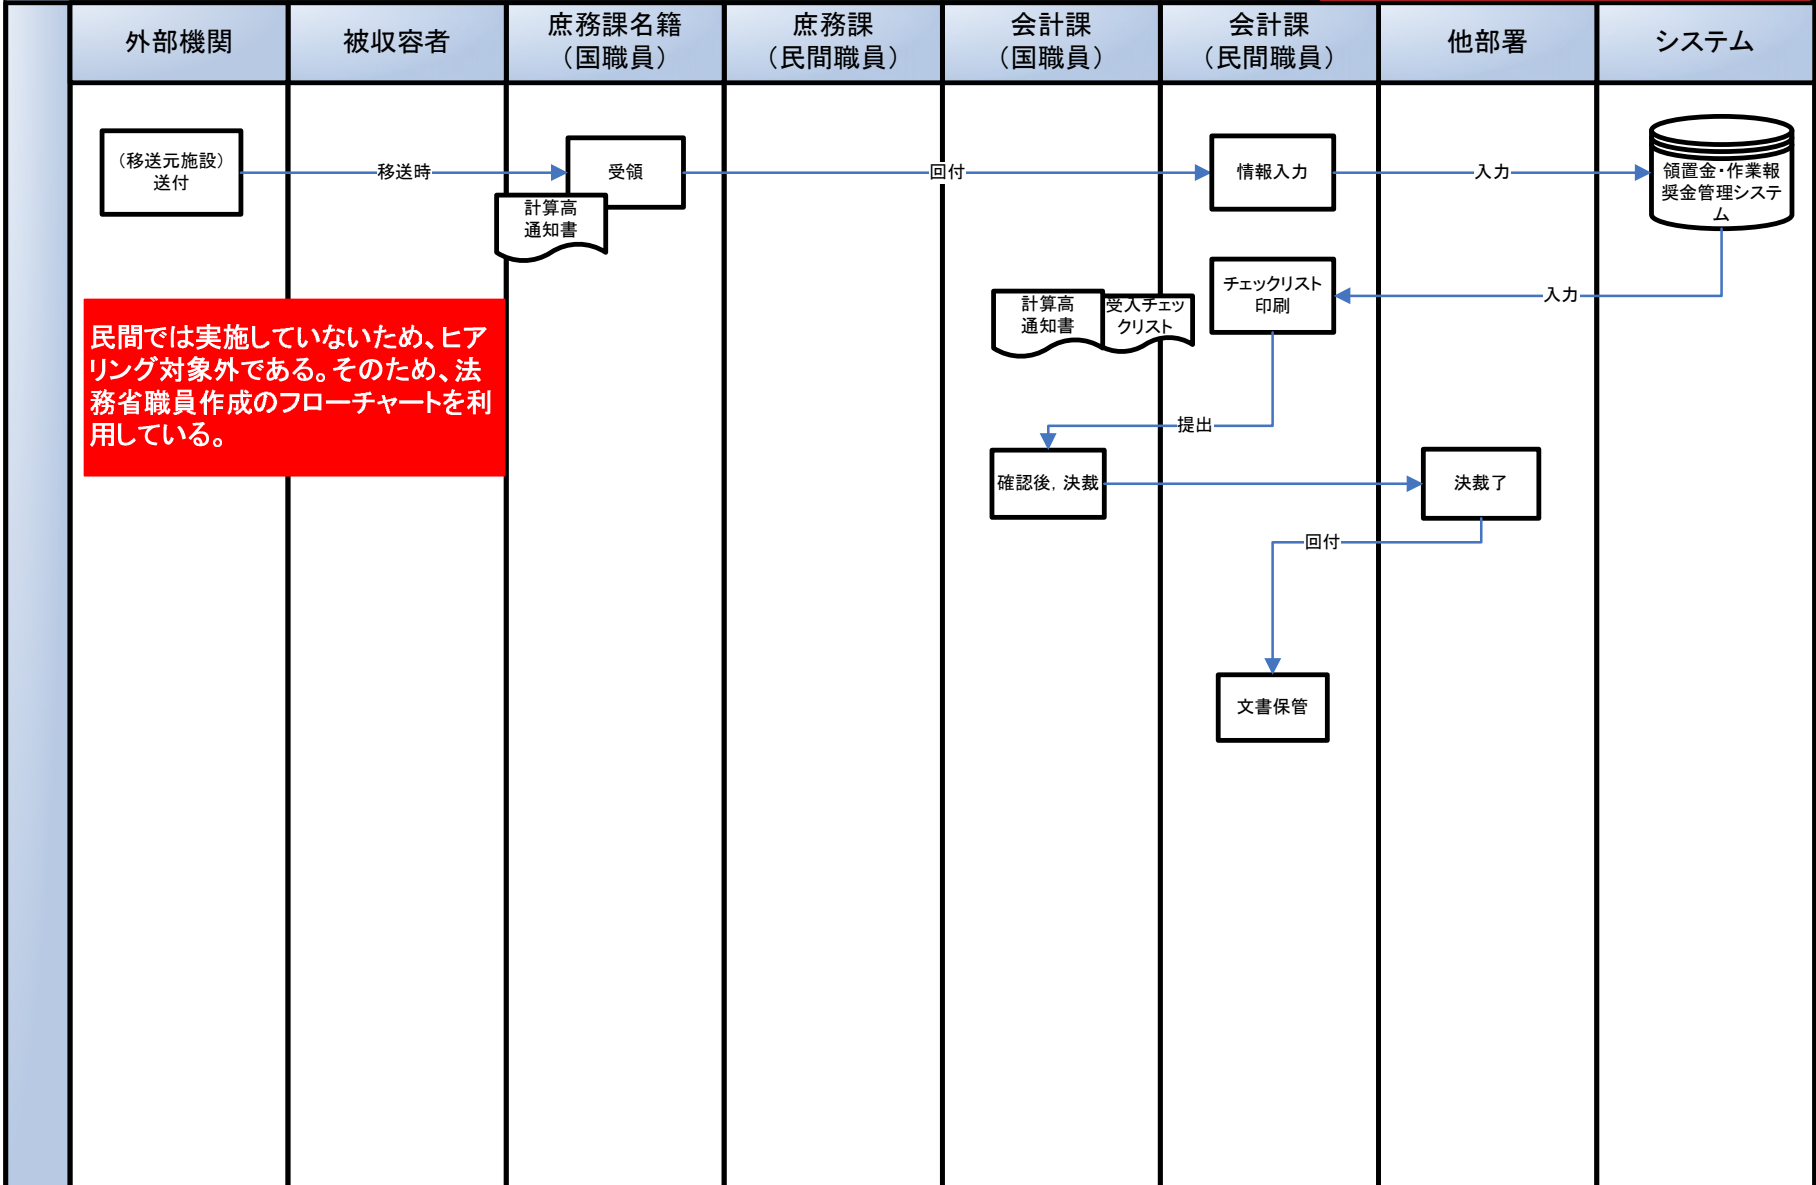 外部機関
被収容者
庶務課名籍
（国職員）
庶務課
（民間職員）
会計課
（国職員）
会計課
（民間職員）
他部署
システム
（移送元施設）
送付
移送時
受領
計算高
通知書
回付
情報入力
入力
領置金・作業報
奨金管理システ
ム
チェックリスト
印刷
入力
計算高
通知書
受入チェッ
クリスト
民間では実施していないため、ヒア
リング対象外である。そのため、法
務省職員作成のフローチャートを利
用している。
提出
確認後，決裁
決裁了
回付
文書保管